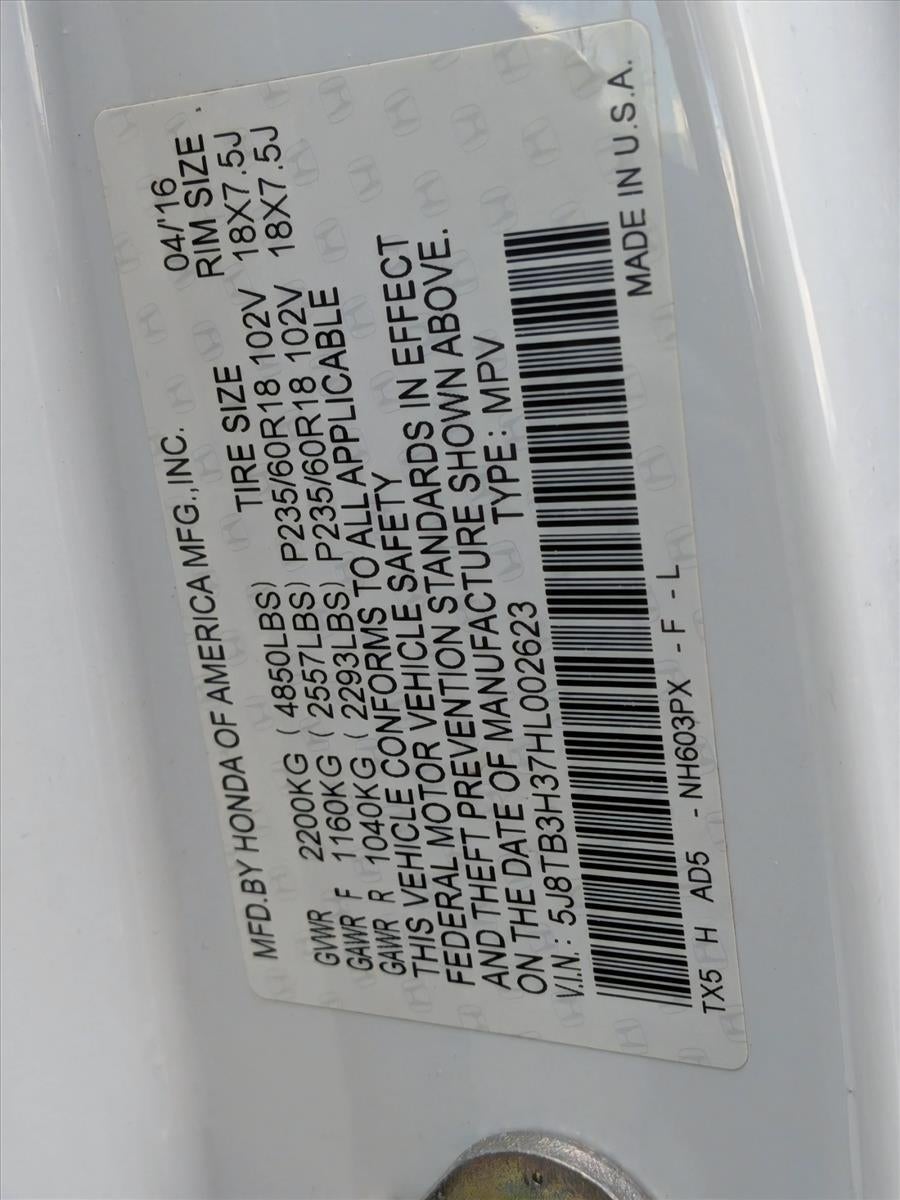 MFD.BY HONDA OF AMERICA MFG.,INC. 04/'16
TIRE SIZE RIM SIZE
GVWR 2200KG ( 4850LBS) P235/60R18 102V 18X7.5J
GAWR F 1160KG ( 2557LBS) P235/60R18 102V 18X7.5J
GAWR R 1040KG ( 2293LBS)
THIS VEHICLE CONFORMS TO ALL APPLICABLE
FEDERAL MOTOR VEHICLE SAFETY
AND THEFT PREVENTION STANDARDS IN EFFECT
ON THE DATE OF MANUFACTURE SHOWN ABOVE.
V.I.N.: 5J8TB3H37HL002623 TYPE: MPV
TX5 H AD5 - NH603PX - F - L MADE IN U.S.A.